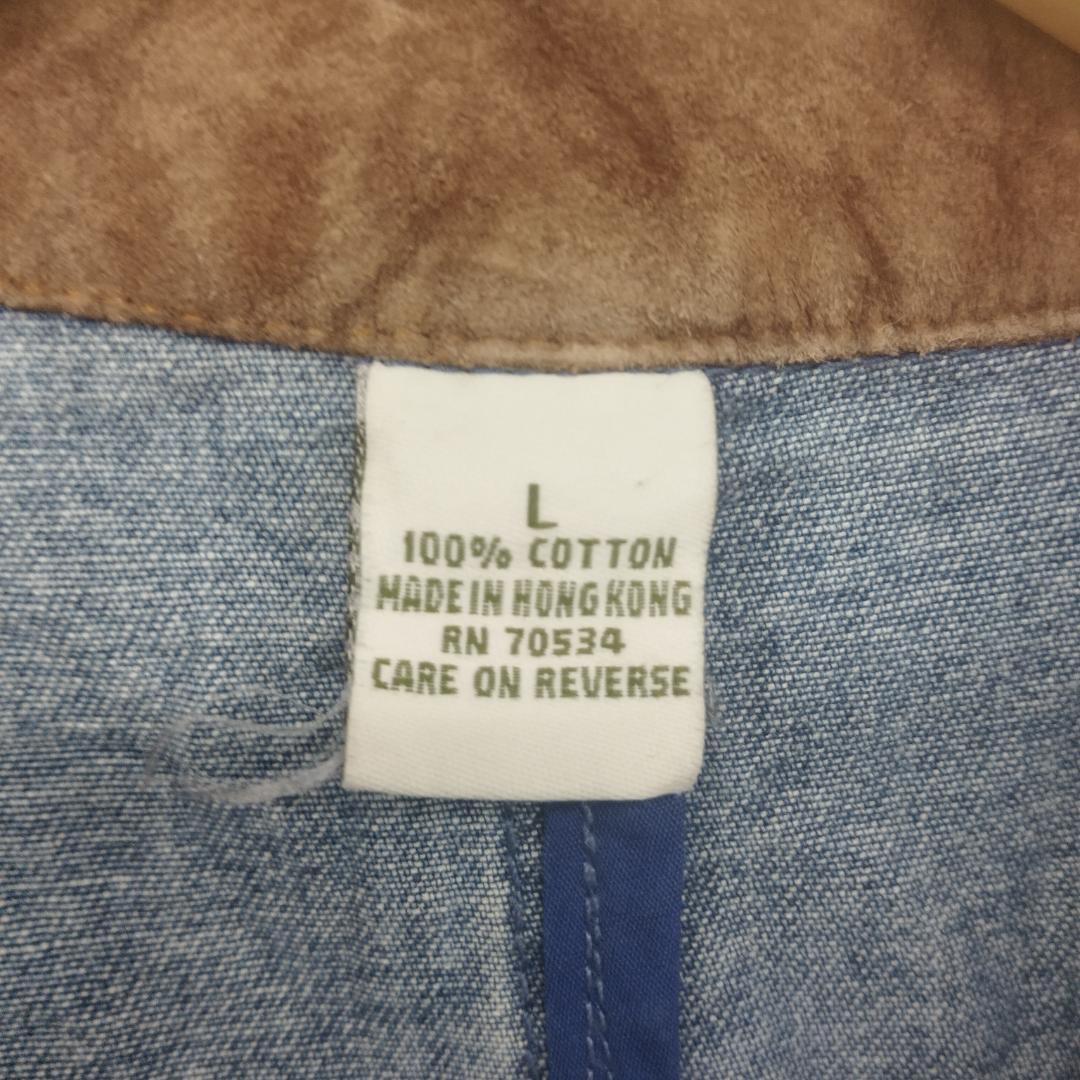 L
100% COTTON
MADE IN HONG KONG
RN 70534
CARE ON REVERSE